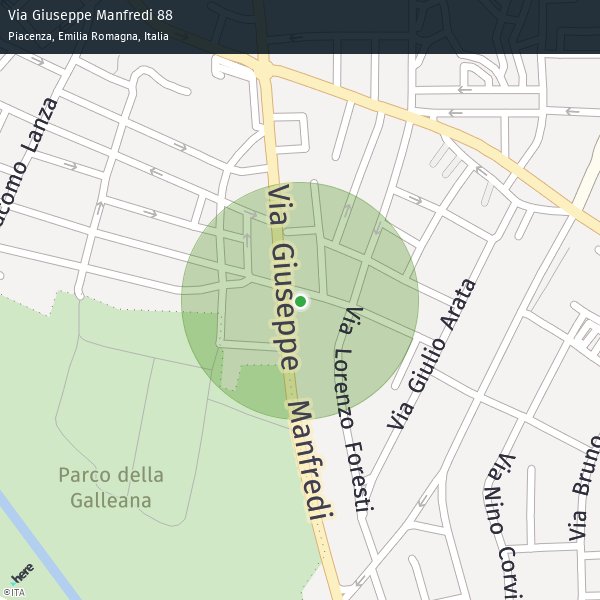 Via Giuseppe Manfredi 88
Piacenza, Emilia Romagna, Italia
Giacomo Lanza
Via Giuseppe Manfredi
Via Lorenzo Foresti
Via Giulio Arata
Parco della
Galleana
Via Nino Corvi
Via Bruno
here
©ITA